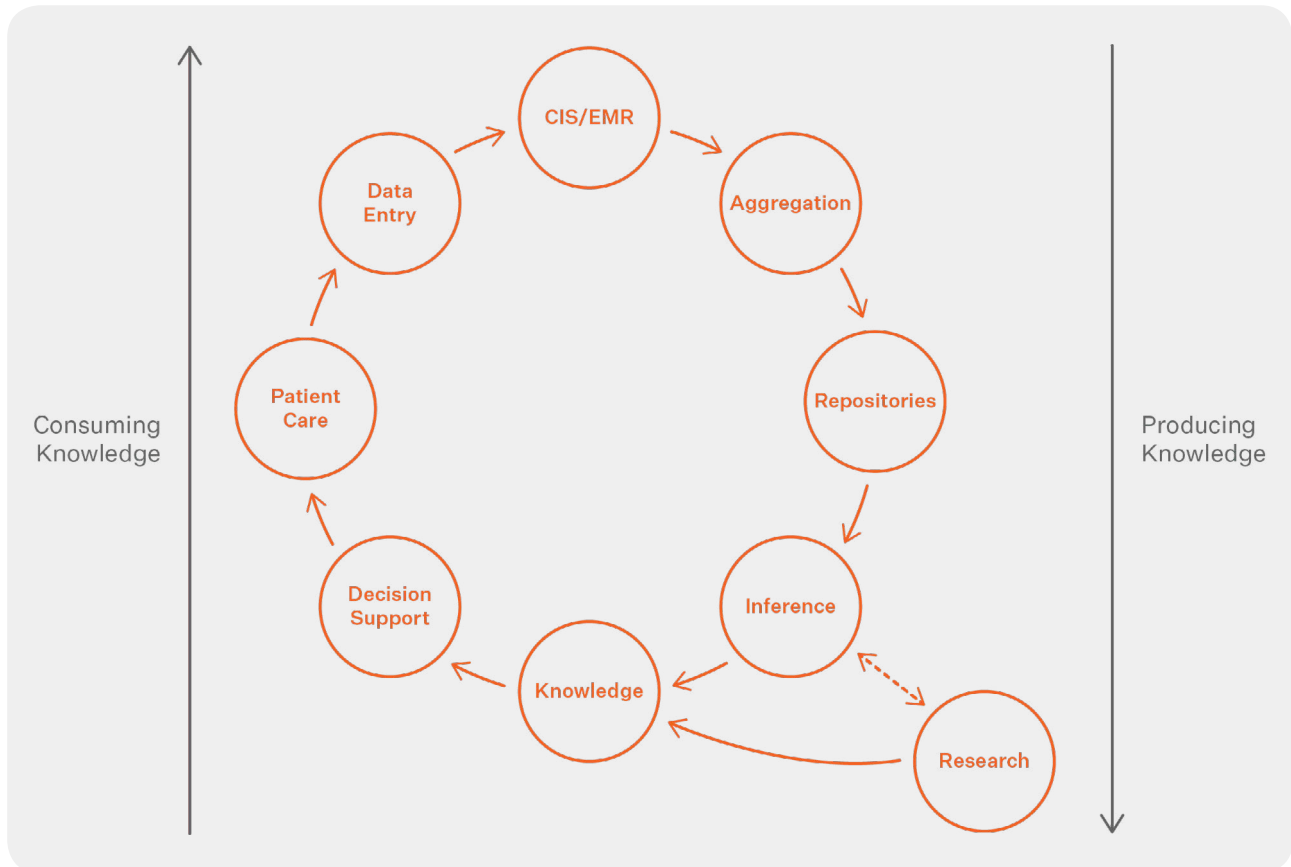 CIS/EMR
Data
Entry
Aggregation
Patient
Care
Repositories
Consuming
Knowledge
Producing
Knowledge
Decision
Support
Inference
Knowledge
Research